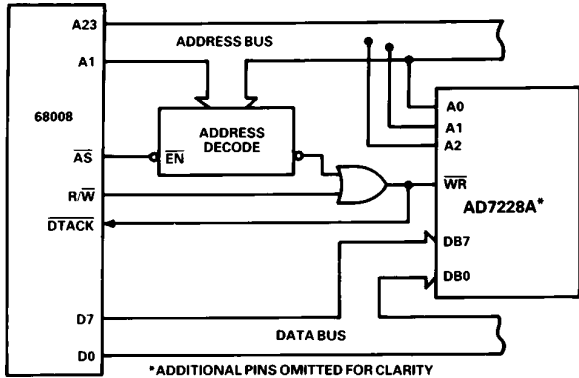 A23
ADDRESS BUS
A1
68008
A0
A1
A2
ADDRESS
DECODE
AS
EN
R/W
WR
AD7228A*
DTACK
DB7
DB0
D7
DATA BUS
D0
*ADDITIONAL PINS OMITTED FOR CLARITY